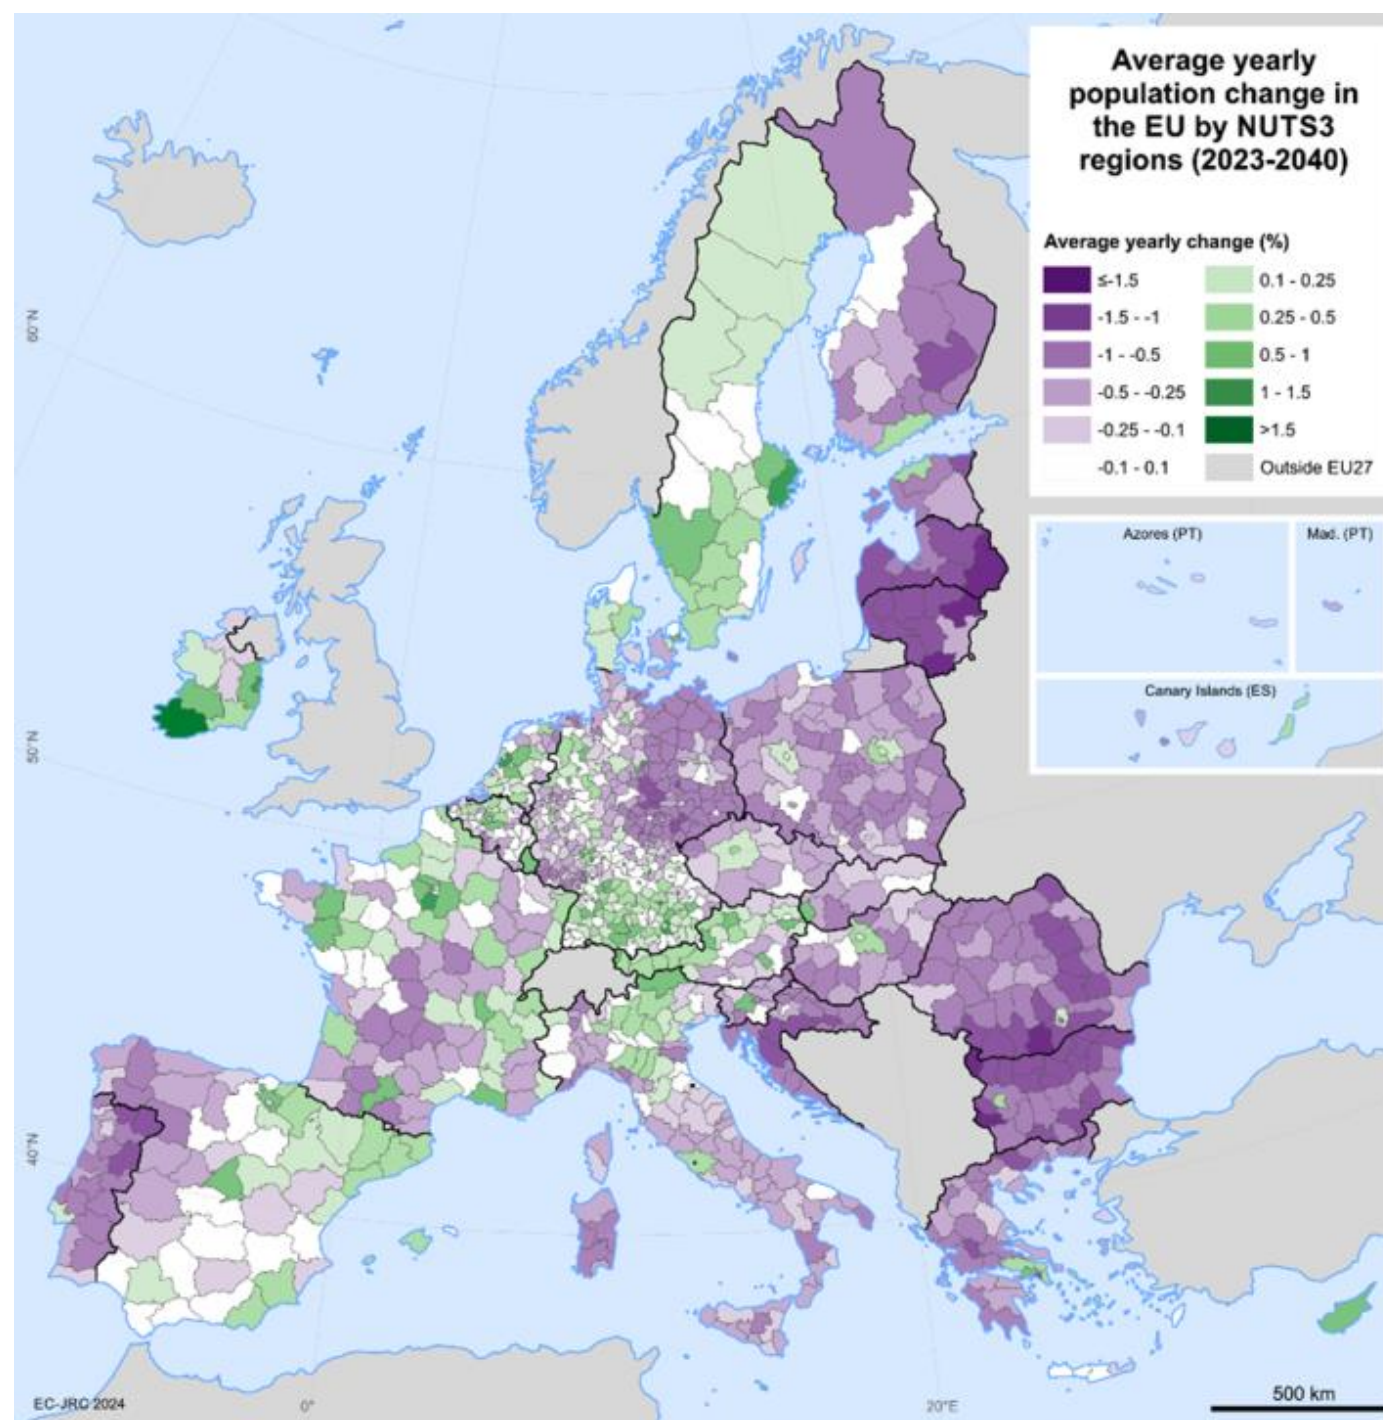 Average yearly
population change in
the EU by NUTS3
regions (2023-2040)
Average yearly change (%)
≤-1.5
-1.5 - -1
-1 - -0.5
-0.5 - -0.25
-0.25 - -0.1
-0.1 - 0.1
0.1 - 0.25
0.25 - 0.5
0.5 - 1
1 - 1.5
>1.5
Outside EU27
Azores (PT)
Mad. (PT)
Canary Islands (ES)
60°N
50°N
40°N
EC-JRC 2024
0°
20°E
500 km